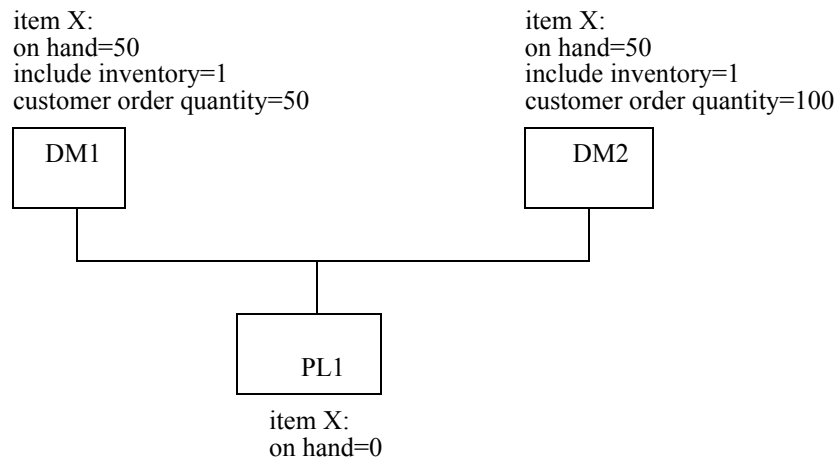 item X:
on hand=50
include inventory=1
customer order quantity=50
item X:
on hand=50
include inventory=1
customer order quantity=100
DM1
DM2
PL1
item X:
on hand=0